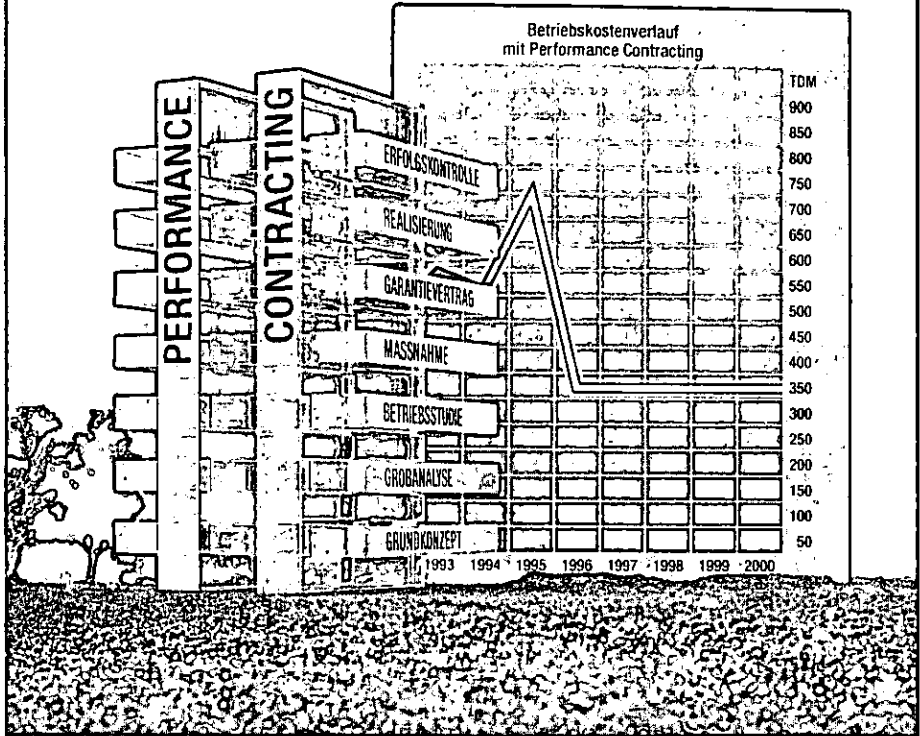 Betriebskostenverlauf
mit Performance Contracting
PERFORMANCE
CONTRACTING
ERFOLGSKONTROLLE
REALISIERUNG
GARANTIEVERTRAG
MASSNAHME
BETRIEBSSTUDIE
GROBANALYSE
GRUNDKONZEPT
TDM
900
850
800
750
700
650
600
550
500
450
400
350
300
250
200
150
100
50
1993 1994 1995 1996 1997 1998 1999 2000